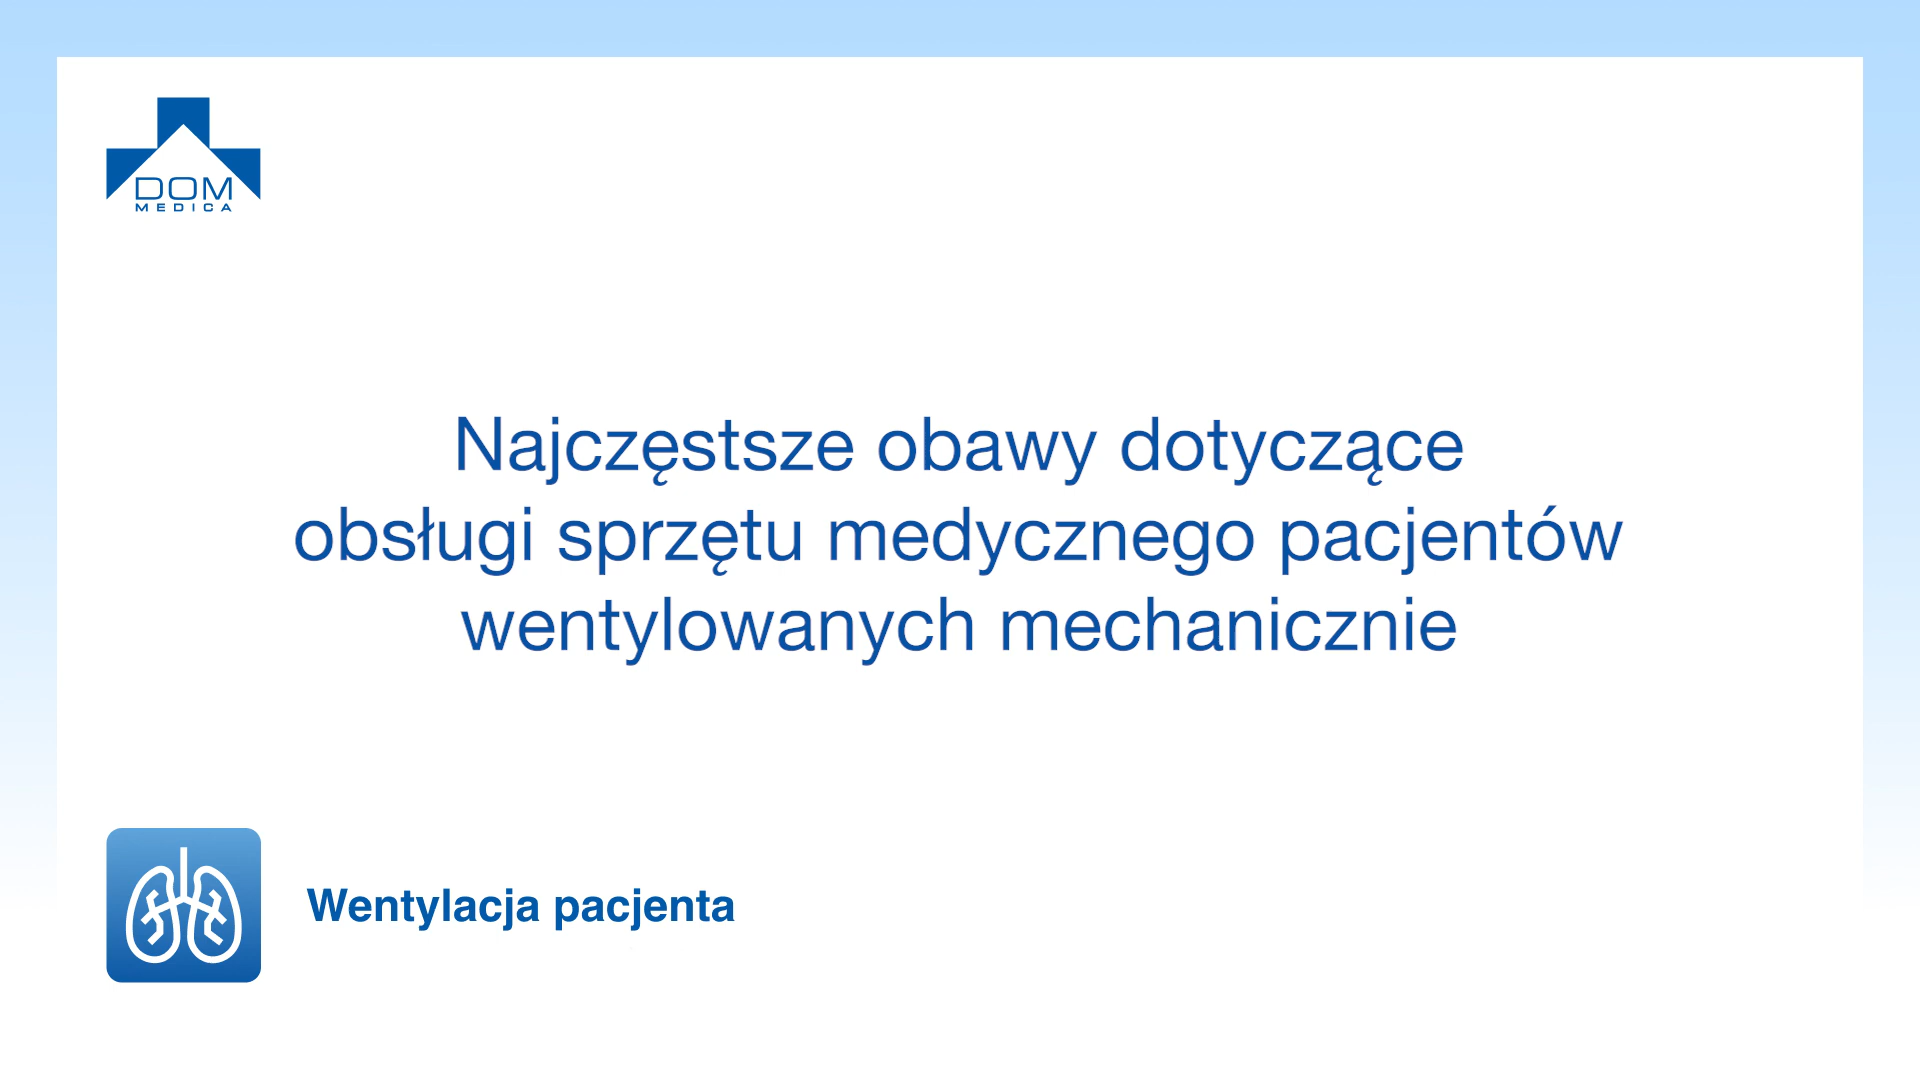 DOM
MEDICA
Najczęstsze obawy dotyczące
obsługi sprzętu medycznego pacjentów
wentylowanych mechanicznie
Wentylacja pacjenta